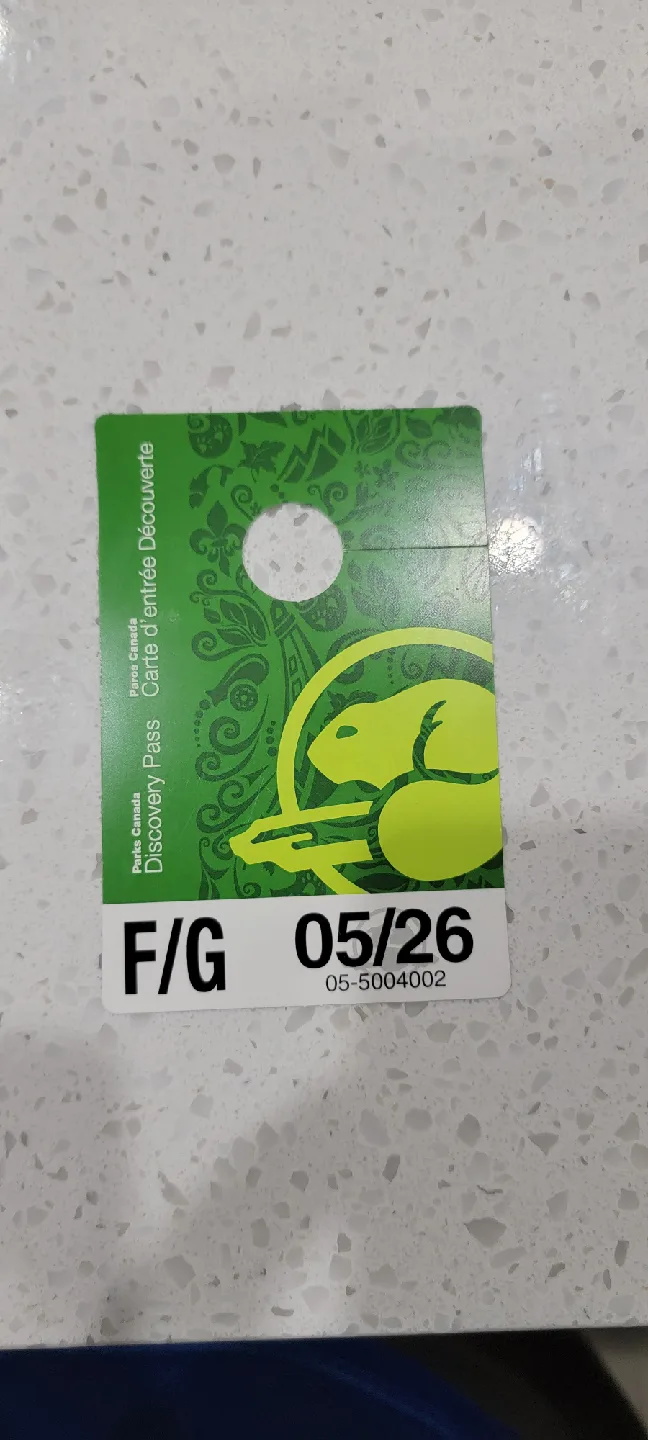 Parks Canada
Discovery Pass
Parcs Canada
Carte d'entrée Découverte
F/G
05/26
05-5004002